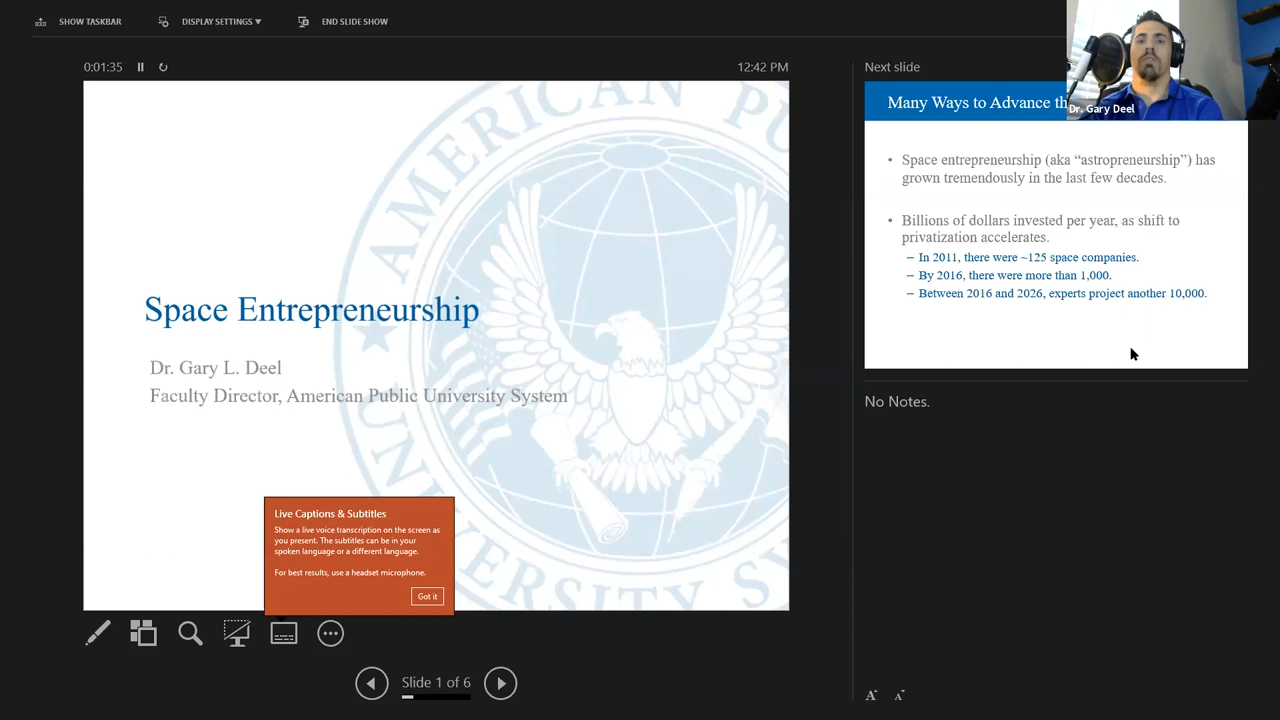 SHOW TASKBAR
DISPLAY SETTINGS ▼
END SLIDE SHOW
0:01:35
12:42 PM
AMERICAN PU
UNIVERSITY SY
Space Entrepreneurship
Dr. Gary L. Deel
Faculty Director, American Public University System
Live Captions & Subtitles
Show a live voice transcription on the screen as
you present. The subtitles can be in your
spoken language or a different language.
For best results, use a headset microphone.
Got it
Slide 1 of 6
Next slide
Many Ways to Advance th
Dr. Gary Deel
• Space entrepreneurship (aka “astropreneurship”) has
grown tremendously in the last few decades.
• Billions of dollars invested per year, as shift to
privatization accelerates.
– In 2011, there were ~125 space companies.
– By 2016, there were more than 1,000.
– Between 2016 and 2026, experts project another 10,000.
No Notes.
A
A